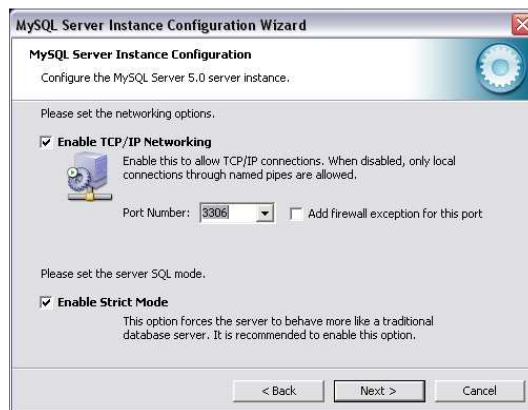 MySQL Server Instance Configuration Wizard
MySQL Server Instance Configuration
Configure the MySQL Server 5.0 server instance.
Please set the networking options.
Enable TCP/IP Networking
Enable this to allow TCP/IP connections. When disabled, only local
connections through named pipes are allowed.
Port Number: 3306 Add firewall exception for this port
Please set the server SQL mode.
Enable Strict Mode
This option forces the server to behave more like a traditional
database server. It is recommended to enable this option.
< Back Next > Cancel